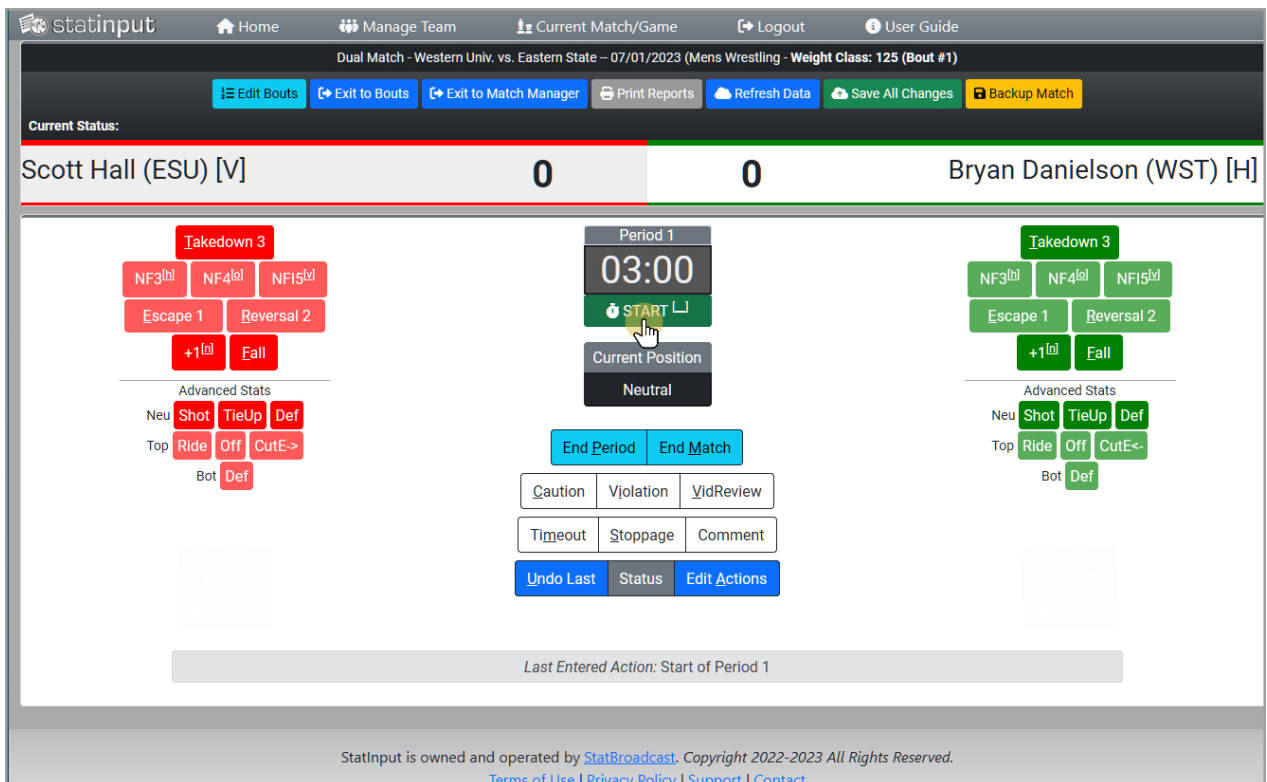 statinput Home Manage Team Current Match/Game Logout User Guide
Dual Match - Western Univ. vs. Eastern State -- 07/01/2023 (Mens Wrestling - Weight Class: 125 (Bout #1)
Edit Bouts Exit to Bouts Exit to Match Manager Print Reports Refresh Data Save All Changes Backup Match
Current Status:
Scott Hall (ESU) [V] 0 0 Bryan Danielson (WST) [H]
Takedown 3 Period 1 Takedown 3
NF3[h] NF4[o] NFI5[v] 03:00 NF3[h] NF4[o] NFI5[v]
Escape 1 Reversal 2 START [_] Escape 1 Reversal 2
+1[n] Fall Current Position +1[n] Fall
Advanced Stats Neutral Advanced Stats
Neu Shot TieUp Def Neu Shot TieUp Def
Top Ride Off CutE-> End Period End Match Top Ride Off CutE<-
Bot Def Bot Def
Caution Violation VidReview
Timeout Stoppage Comment
Undo Last Status Edit Actions
Last Entered Action: Start of Period 1
StatInput is owned and operated by StatBroadcast. Copyright 2022-2023 All Rights Reserved.
Terms of Use | Privacy Policy | Support | Contact